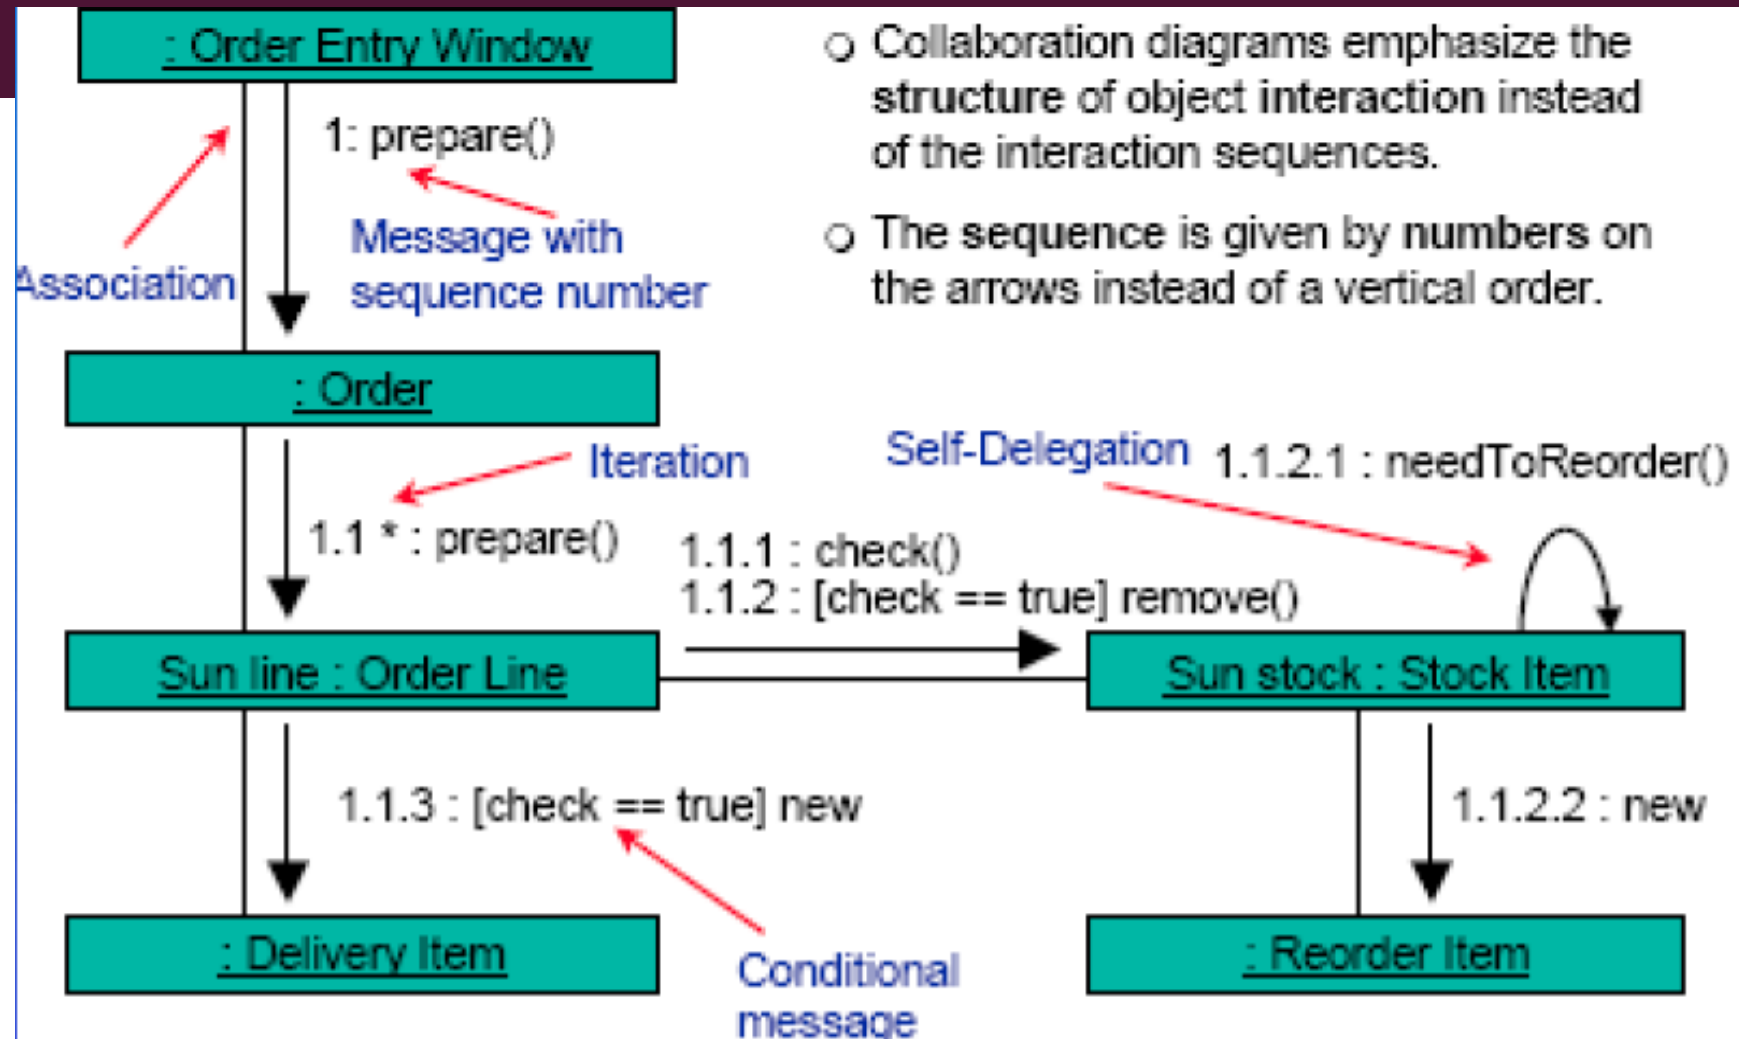 : Order Entry Window
1: prepare()
Message with
sequence number
Association
: Order
Iteration
1.1 * : prepare()
Self-Delegation
1.1.2.1 : needToReorder()
1.1.1 : check()
1.1.2 : [check == true] remove()
Sun line : Order Line
Sun stock : Stock Item
1.1.3 : [check == true] new
1.1.2.2 : new
: Delivery Item
Conditional
message
: Reorder Item
Collaboration diagrams emphasize the
structure of object interaction instead
of the interaction sequences.
The sequence is given by numbers on
the arrows instead of a vertical order.